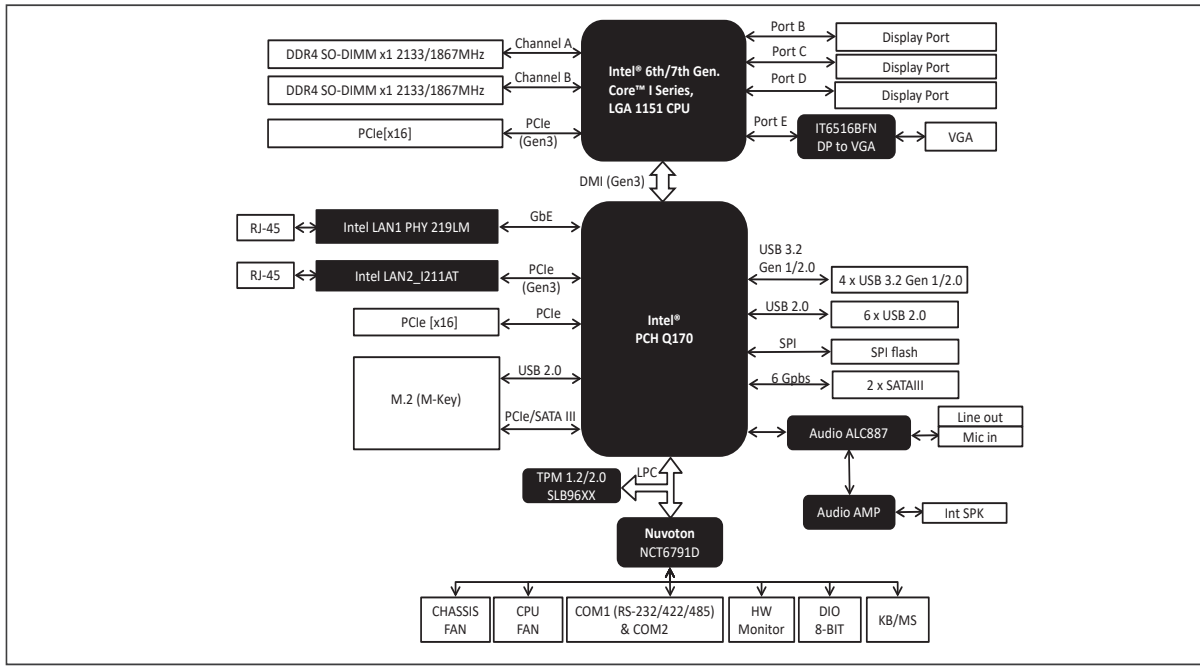 DDR4 SO-DIMM x1 2133/1867MHz
Channel A
DDR4 SO-DIMM x1 2133/1867MHz
Channel B
PCIe[x16]
PCIe
(Gen3)
Intel® 6th/7th Gen.
Core™ I Series,
LGA 1151 CPU
Port B
Display Port
Port C
Display Port
Port D
Display Port
Port E
IT6516BFN
DP to VGA
VGA
DMI (Gen3)
RJ-45
Intel LAN1 PHY 219LM
GbE
RJ-45
Intel LAN2_I211AT
PCIe
(Gen3)
PCIe [x16]
PCIe
M.2 (M-Key)
USB 2.0
PCIe/SATA III
Intel®
PCH Q170
USB 3.2
Gen 1/2.0
4 x USB 3.2 Gen 1/2.0
USB 2.0
6 x USB 2.0
SPI
SPI flash
6 Gpbs
2 x SATAIII
Audio ALC887
Line out
Mic in
Audio AMP
Int SPK
TPM 1.2/2.0
SLB96XX
LPC
Nuvoton
NCT6791D
CHASSIS
FAN
CPU
FAN
COM1 (RS-232/422/485)
& COM2
HW
Monitor
DIO
8-BIT
KB/MS